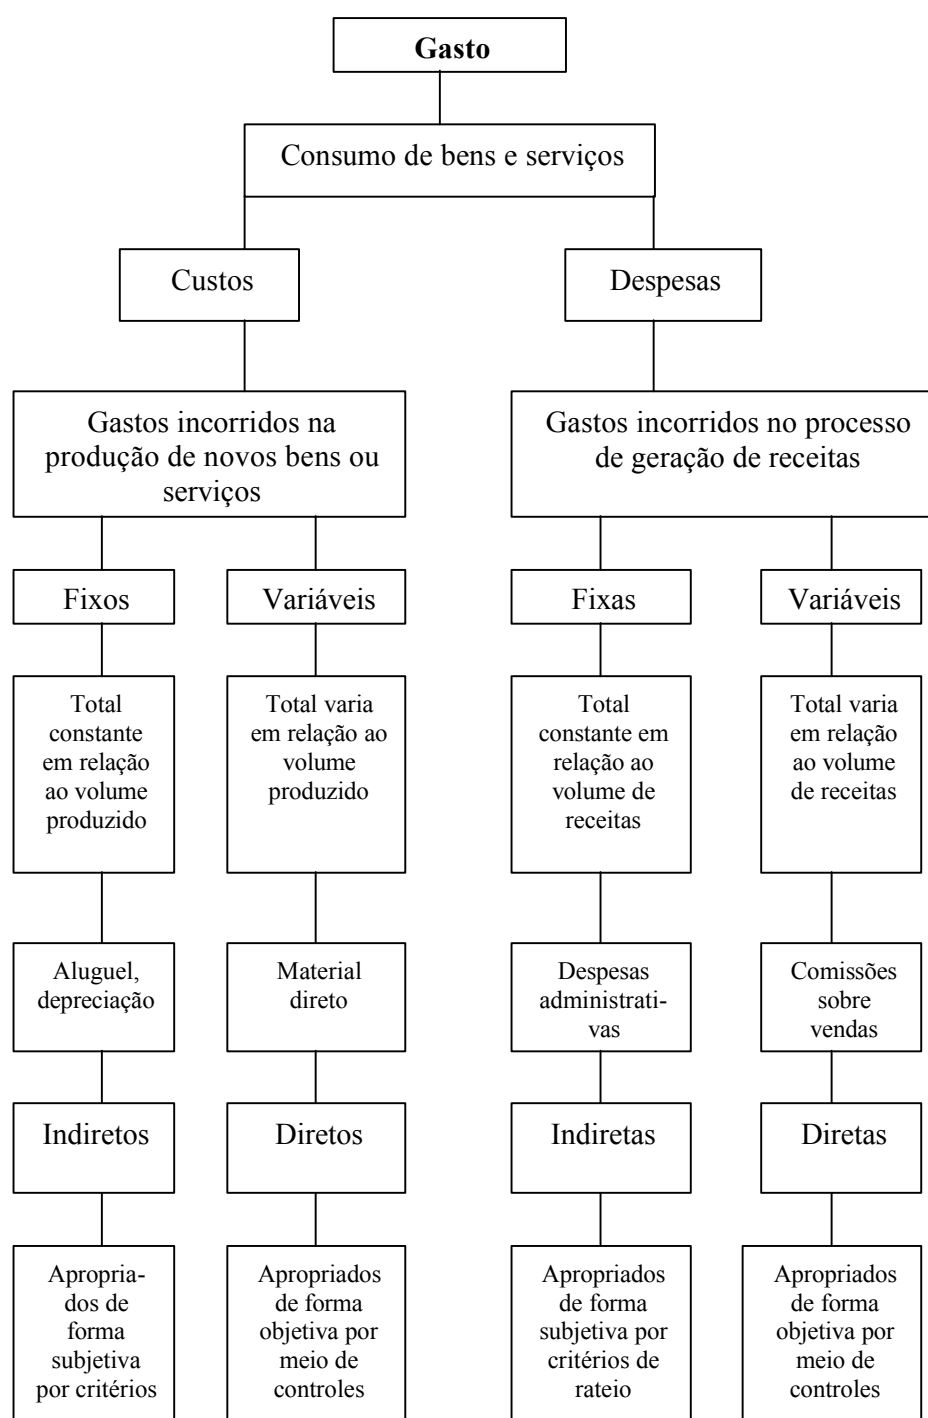 Gasto
Consumo de bens e serviços
Custos
Despesas
Gastos incorridos na
produção de novos bens ou
serviços
Gastos incorridos no processo
de geração de receitas
Fixos
Variáveis
Fixas
Variáveis
Total
constante
em relação
ao volume
produzido
Total varia
em relação ao
volume
produzido
Total
constante em
relação ao
volume de
receitas
Total varia
em relação
ao volume
de receitas
Aluguel,
depreciação
Material
direto
Despesas
administrati-
vas
Comissões
sobre
vendas
Indiretos
Diretos
Indiretas
Diretas
Apropria-
dos de
forma
subjetiva
por critérios
Apropriados
de forma
objetiva por
meio de
controles
Apropriados
de forma
subjetiva por
critérios de
rateio
Apropriados
de forma
objetiva por
meio de
controles